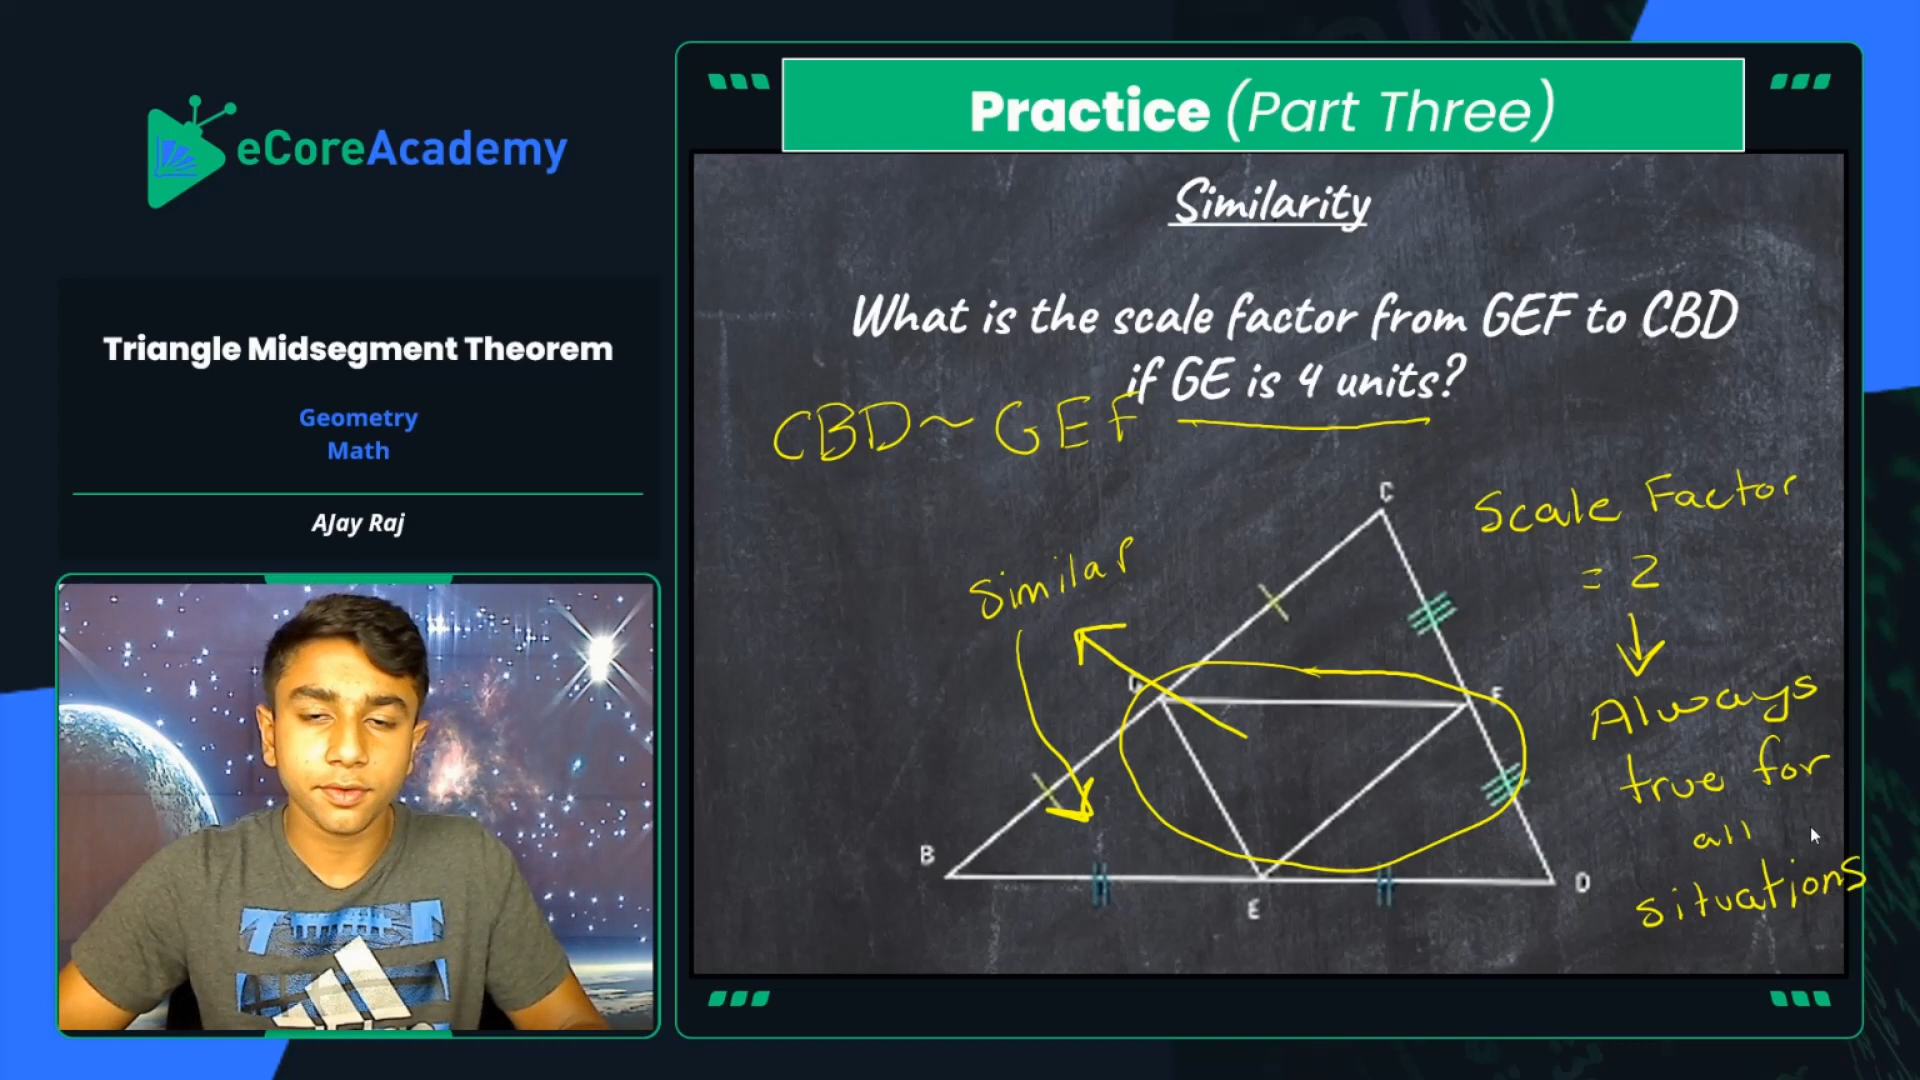 eCoreAcademy
Triangle Midsegment Theorem
Geometry
Math
AJay Raj
Practice (Part Three)
Similarity
What is the scale factor from GEF to CBD
if GE is 4 units?
CBD ~ GEF
Scale Factor
= 2
Always
true for
all
situations
Similar
C
G
F
B
E
D